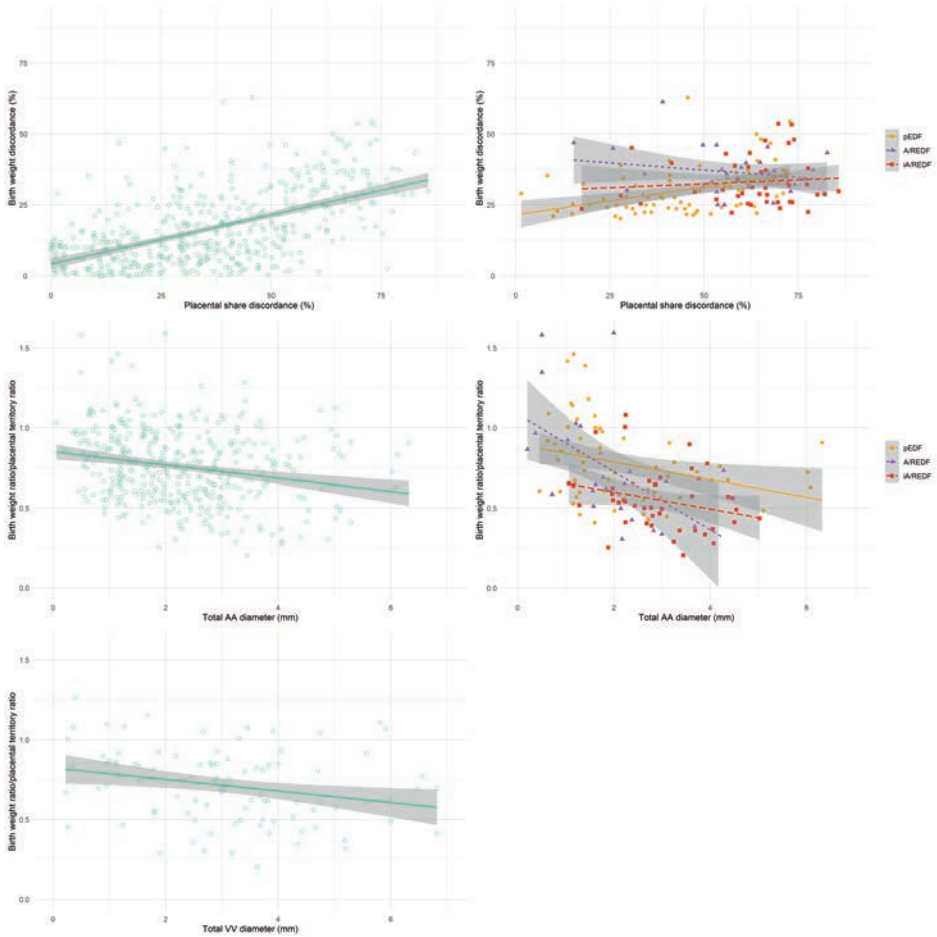 Birth weight discordance (%)
75
50
25
0
0
25
50
75
Placental share discordance (%)
Birth weight discordance (%)
75
50
25
0
0
25
50
75
Placental share discordance (%)
pEDF
A/REDF
iA/REDF
Birth weight ratio/placental territory ratio
1.5
1.0
0.5
0.0
0
2
4
6
Total AA diameter (mm)
Birth weight ratio/placental territory ratio
1.5
1.0
0.5
0.0
0
2
4
6
Total AA diameter (mm)
pEDF
A/REDF
iA/REDF
Birth weight ratio/placental territory ratio
1.5
1.0
0.5
0.0
0
2
4
6
Total VV diameter (mm)